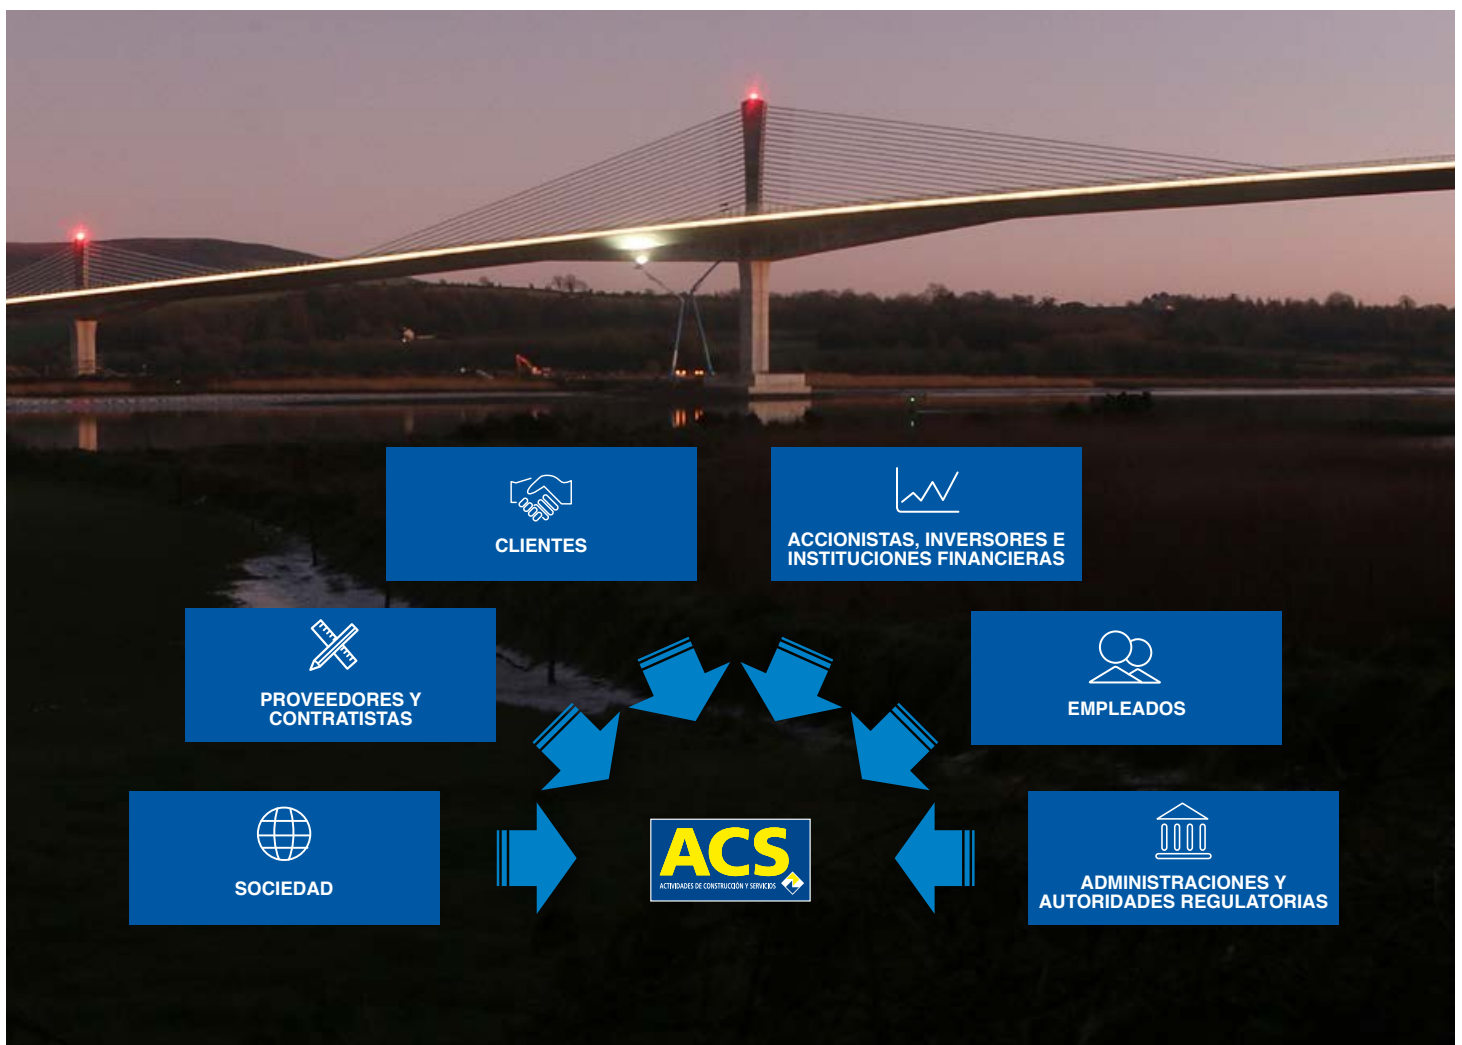 CLIENTES
ACCIONISTAS, INVERSORES E
INSTITUCIONES FINANCIERAS
PROVEEDORES Y
CONTRATISTAS
EMPLEADOS
SOCIEDAD
ACS
ACTIVIDADES DE CONSTRUCCIÓN Y SERVICIOS
ADMINISTRACIONES Y
AUTORIDADES REGULATORIAS